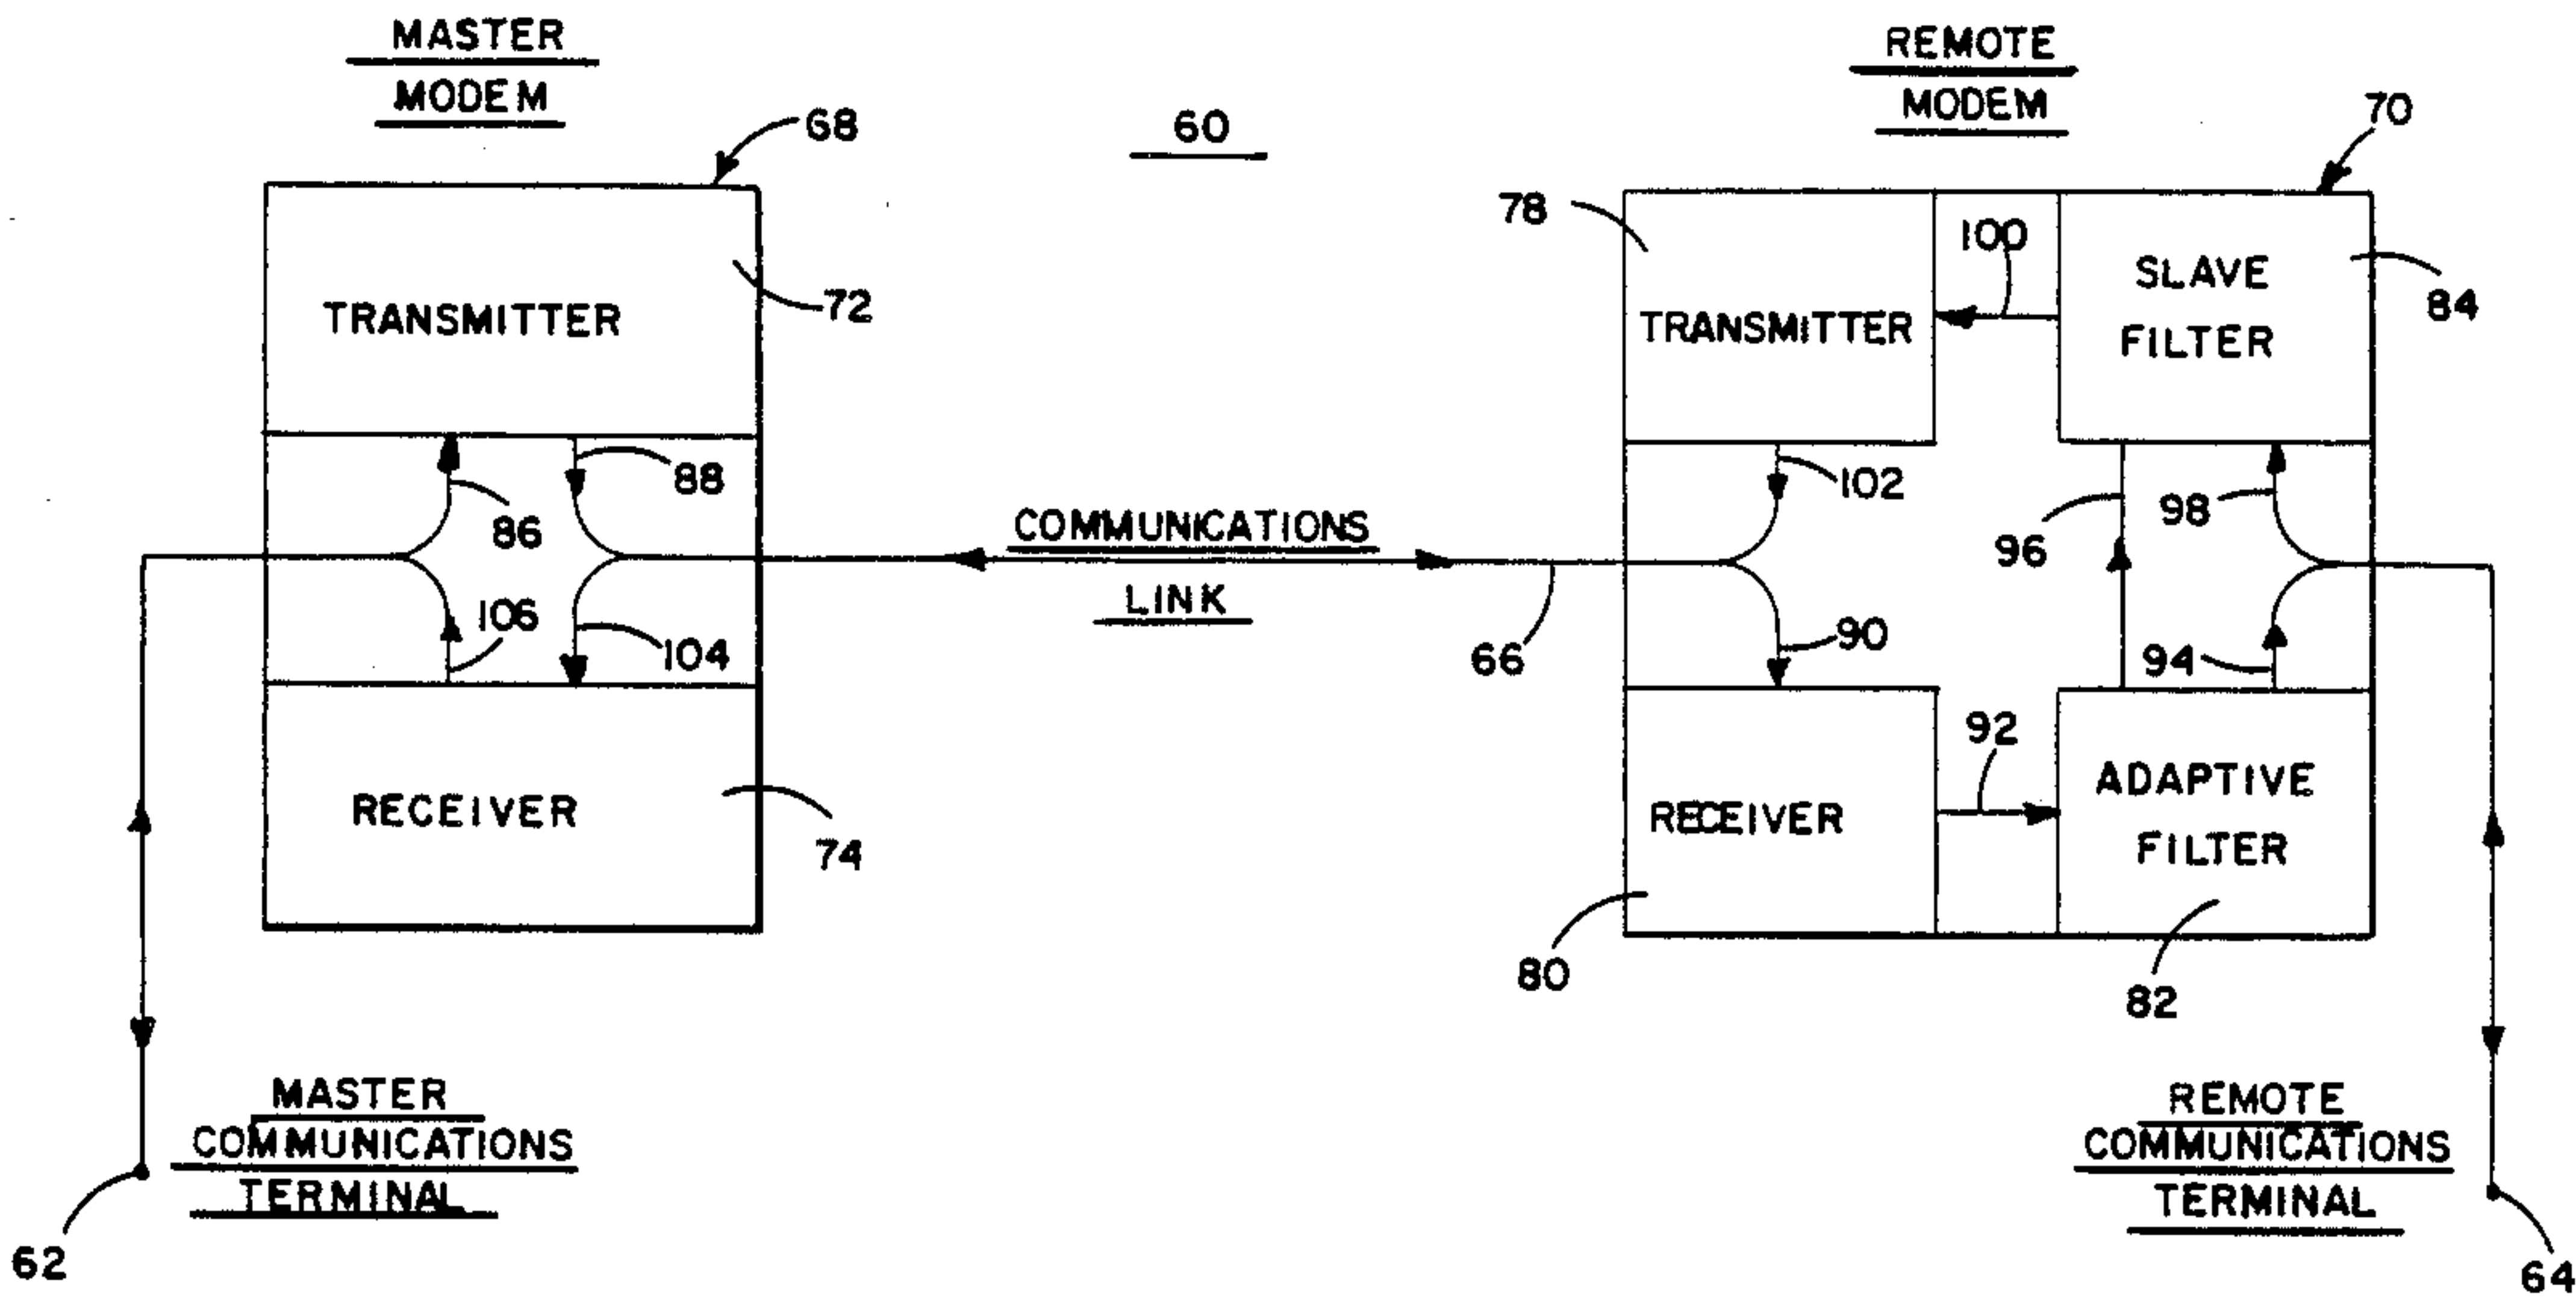 MASTER
MODEM
68
60
REMOTE
MODEM
70
78
100
SLAVE
FILTER
84
TRANSMITTER
72
TRANSMITTER
88
86
102
98
96
COMMUNICATIONS
LINK
66
106
104
90
94
92
RECEIVER
74
RECEIVER
80
ADAPTIVE
FILTER
82
MASTER
COMMUNICATIONS
TERMINAL
62
REMOTE
COMMUNICATIONS
TERMINAL
64